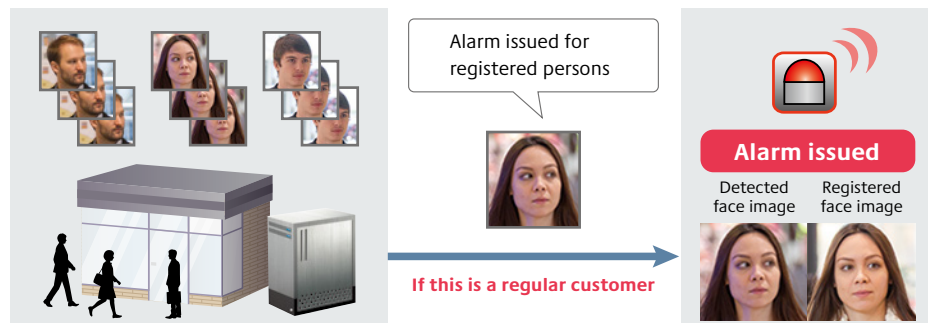 Alarm issued for
registered persons
If this is a regular customer
Alarm issued
Detected
face image
Registered
face image